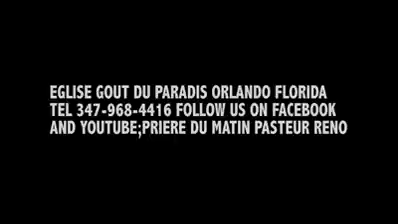 EGLISE GOUT DU PARADIS ORLANDO FLORIDA
TEL 347-968-4416 FOLLOW US ON FACEBOOK
AND YOUTUBE;PRIERE DU MATIN PASTEUR RENO